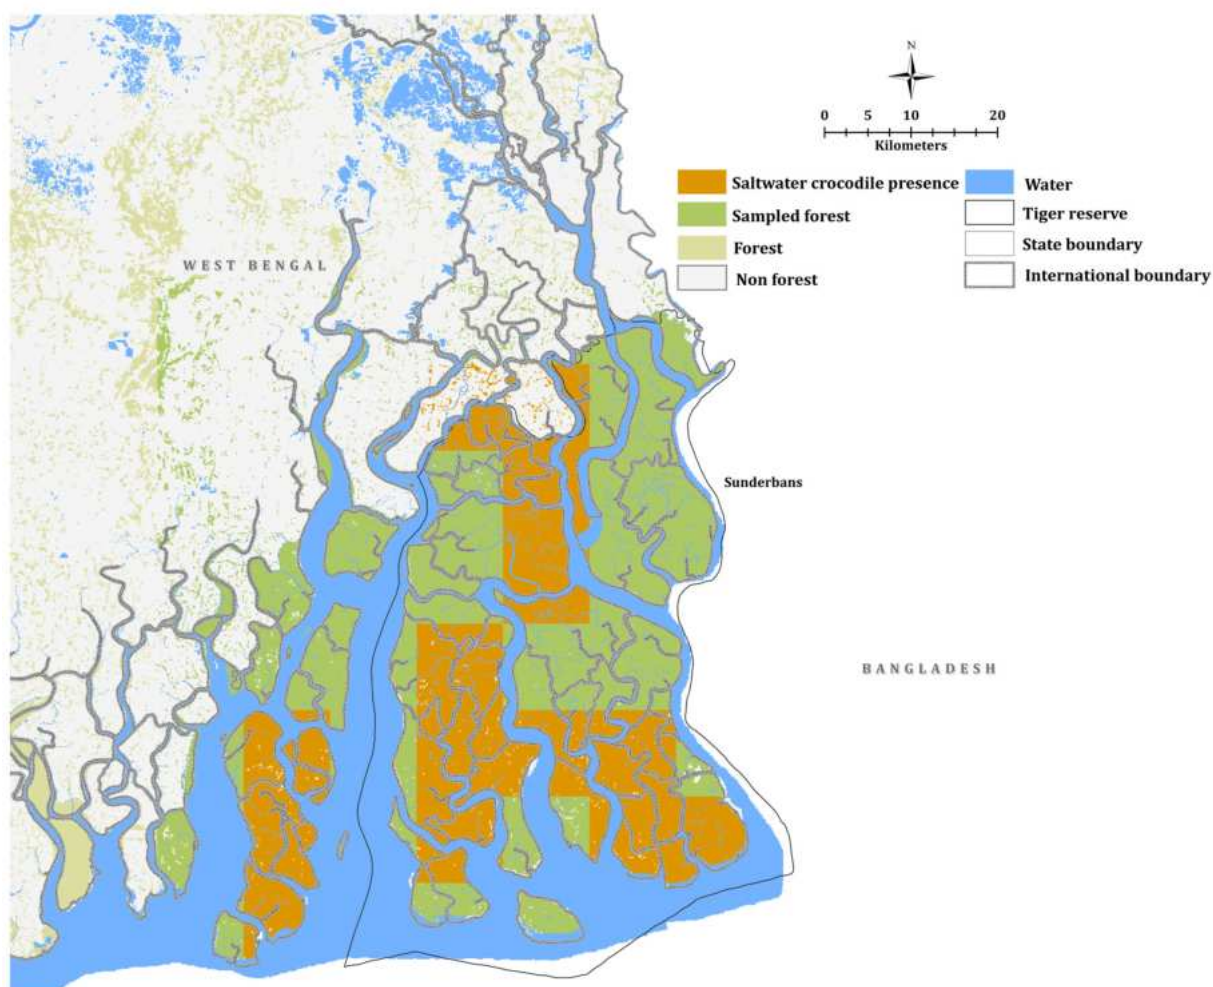 N
0 5 10 20
Kilometers
Saltwater crocodile presence
Sampled forest
Forest
Non forest
Water
Tiger reserve
State boundary
International boundary
WEST BENGAL
Sunderbans
BANGLADESH